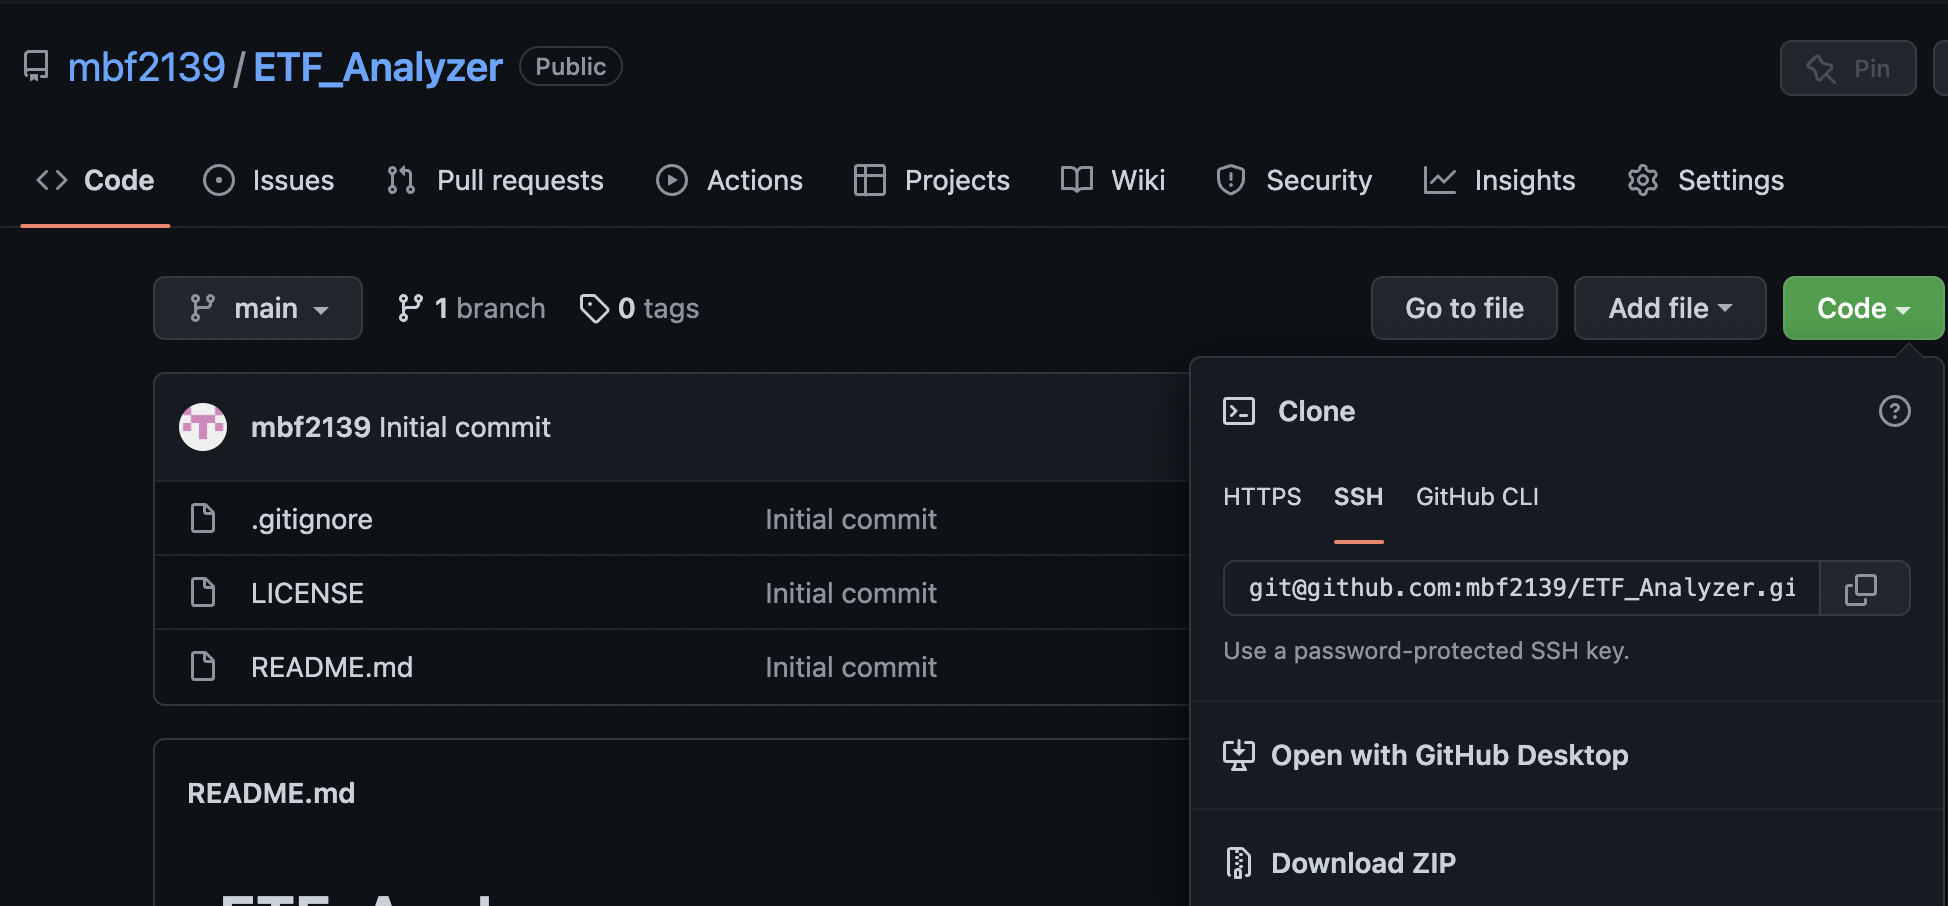 mbf2139 / ETF_Analyzer Public
Pin
Code Issues Pull requests Actions Projects Wiki Security Insights Settings
main 1 branch 0 tags
Go to file Add file Code
mbf2139 Initial commit
.gitignore Initial commit
LICENSE Initial commit
README.md Initial commit
Clone
HTTPS SSH GitHub CLI
git@github.com:mbf2139/ETF_Analyzer.gi
Use a password-protected SSH key.
Open with GitHub Desktop
Download ZIP
README.md